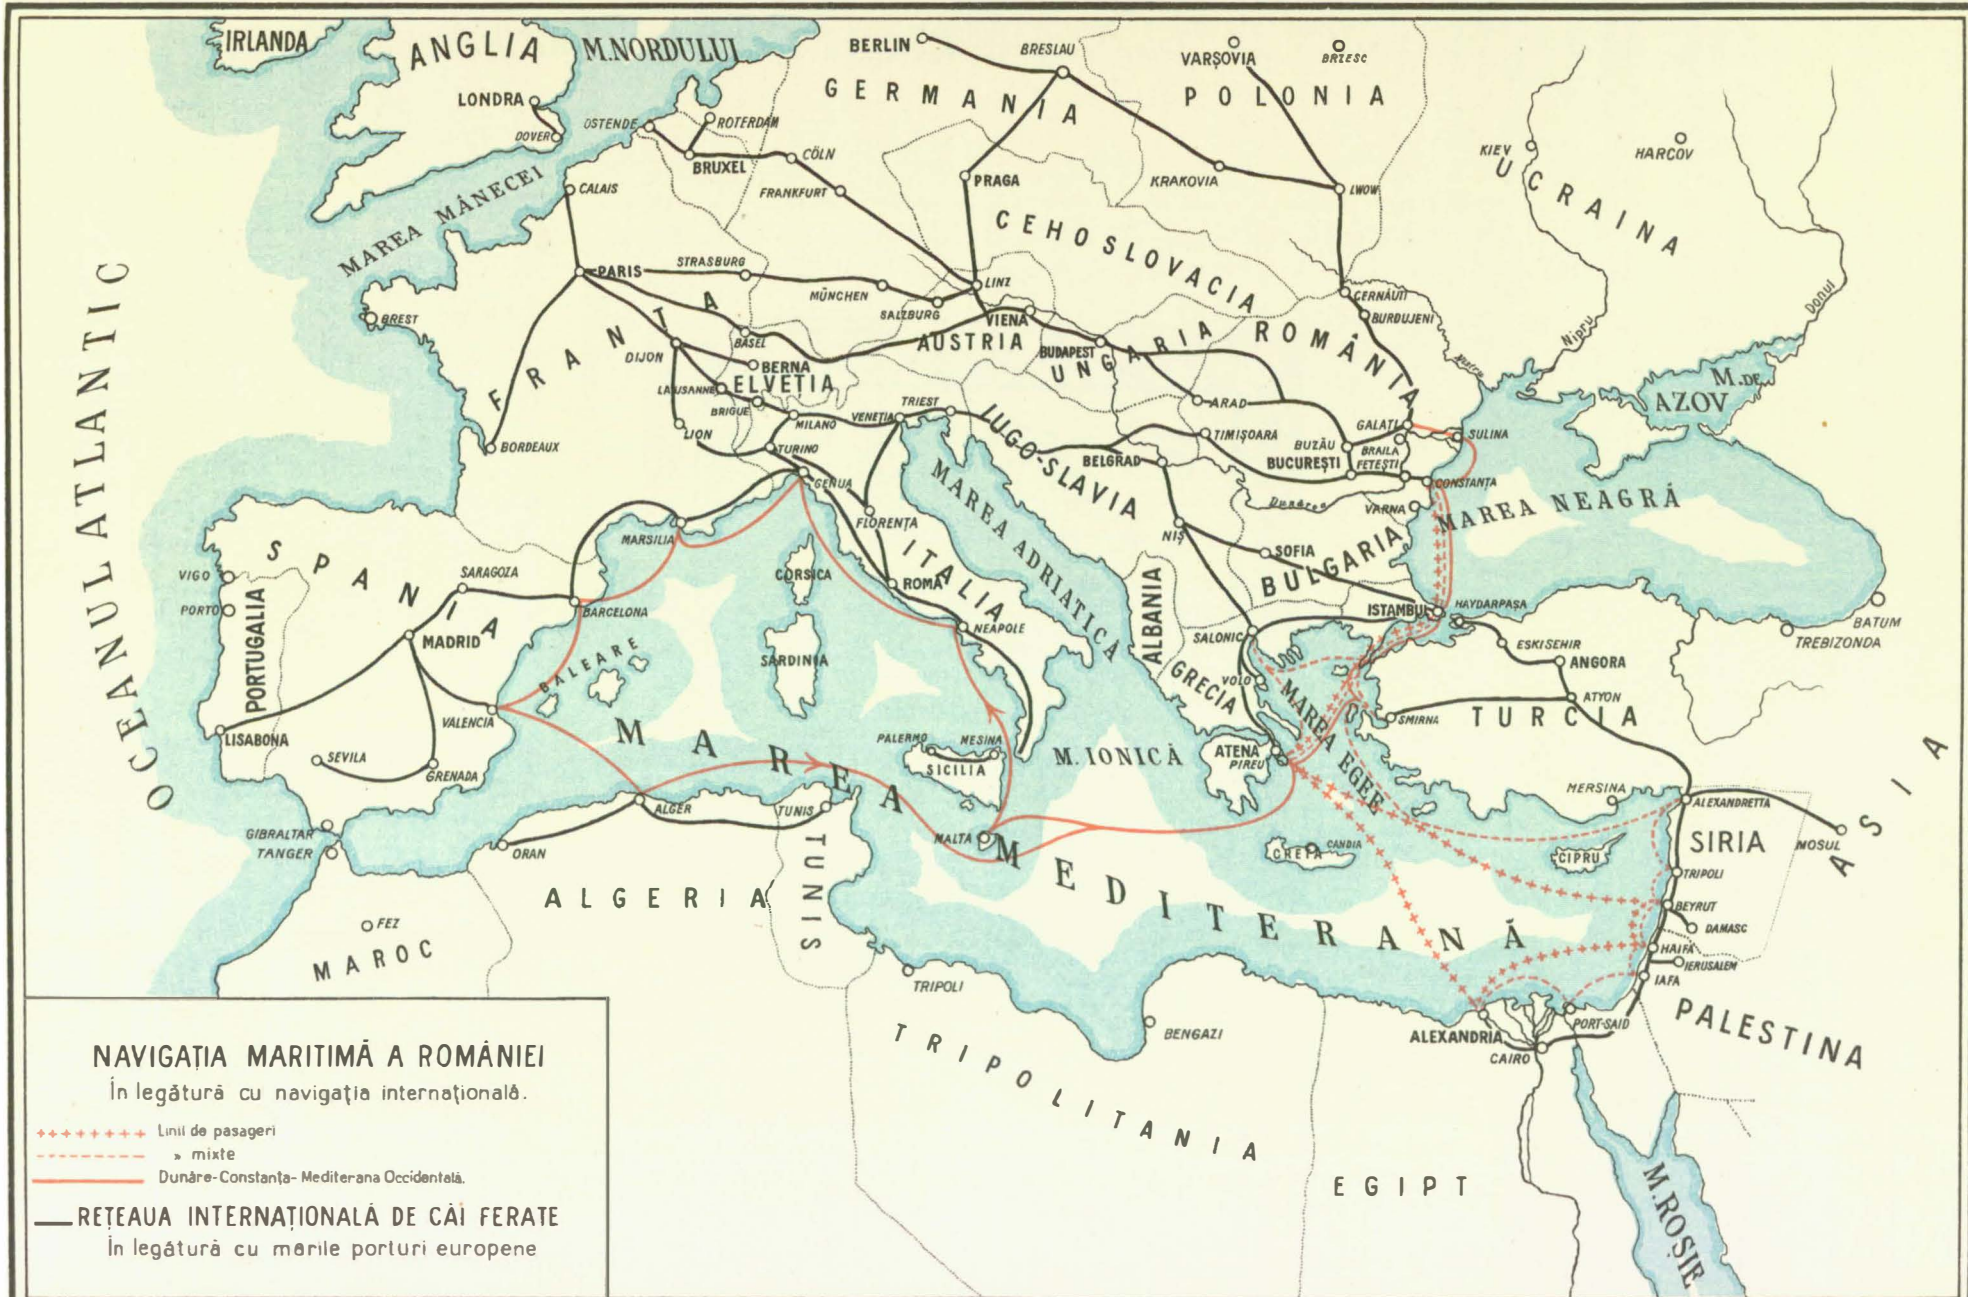 IRLANDA
ANGLIA
M.NORDULUI
BERLIN
BRESLAU
VARȘOVIA
BRZESC
GERMANIA
POLONIA
LONDRA
DOVER
OSTENDE
ROTERDAM
BRUXEL
CÖLN
FRANKFURT
PRAGA
KRAKOVIA
LWOW
KIEV
HARCOV
UCRAINA
CALAIS
MAREA MÂNECEI
CEHOSLOVACIA
OCEANUL ATLANTIC
PARIS
STRASBURG
MÜNCHEN
SALZBURG
LINZ
VIENA
AUSTRIA
CERNĂUȚI
BURDUJENI
Nipru
Donul
BREST
FRANȚA
DIJON
BASEL
BERNA
ELVEȚIA
LAUSANNE
BRIGUE
BUDAPEST
UNGARIA
ROMÂNIA
M. DE
AZOV
BORDEAUX
LION
MILANO
TURINO
VENEȚIA
TRIEST
GENUA
IUGO-SLAVIA
ARAD
TIMIȘOARA
BELGRAD
GALAȚI
SULINA
BUZĂU
BRAILA
BUCUREȘTI
FETEȘTI
CONSTANȚA
Dunărea
VARNA
MAREA NEAGRĂ
MARSILIA
FLORENȚA
MAREA ADRIATICĂ
NIȘ
SOFIA
BULGARIA
SPANIA
VIGO
PORTO
PORTUGALIA
SARAGOZA
MADRID
BARCELONA
CORSICA
ROMA
ITALIA
NEAPOLE
ALBANIA
SALONIC
ISTAMBUL
HAYDARPAȘA
ESKISEHIR
ANGORA
ATYON
BATUM
TREBIZONDA
BALEARE
SARDINIA
VALENCIA
LISABONA
SEVILA
GRENADA
GRECIA
VOLO
MAREA EGEE
SMIRNA
TURCIA
ATENA
PIREU
M. IONICĂ
PALERMO
MESINA
SICILIA
MAREA MEDITERANĂ
MERSINA
ALEXANDRETTA
ASIA
GIBRALTAR
TANGER
ORAN
ALGER
TUNIS
MALTA
CRETA
CANDIA
CIPRU
SIRIA
MOSUL
TRIPOLI
BEYRUT
DAMASC
HAIFA
IERUSALEM
IAFA
PALESTINA
ALGERIA
TUNIS
FEZ
MAROC
TRIPOLI
BENGAZI
TRIPOLITANIA
ALEXANDRIA
PORT-SAID
CAIRO
EGIPT
M. ROȘIE
NAVIGAȚIA MARITIMĂ A ROMÂNIEI
În legătură cu navigația internațională.
Linii de pasageri
» mixte
Dunăre-Constanța-Mediterana Occidentală.
REȚEAUA INTERNAȚIONALĂ DE CĂI FERATE
În legătură cu marile porturi europene